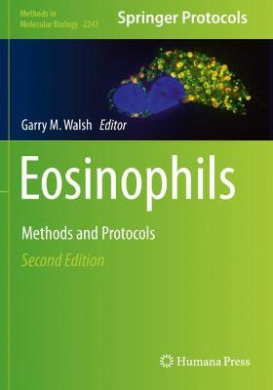 Methods in
Molecular Biology 2241
Springer Protocols
Garry M. Walsh Editor
Eosinophils
Methods and Protocols
Second Edition
Humana Press